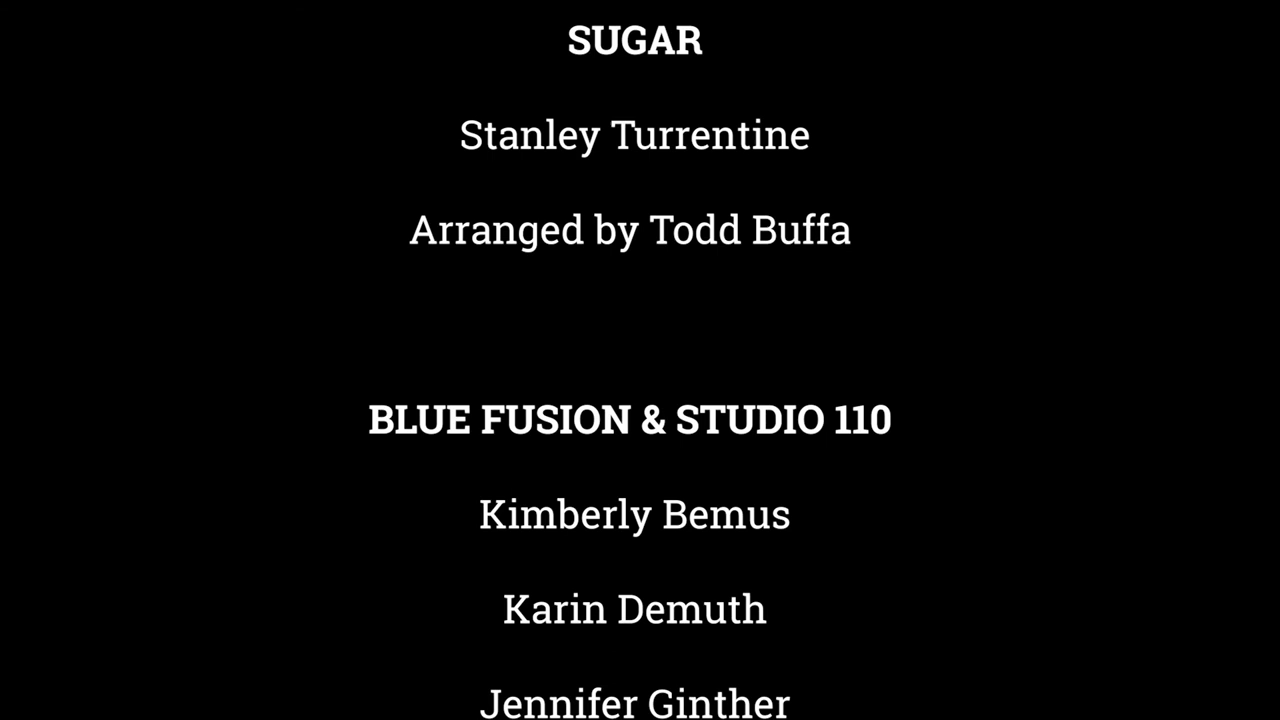 SUGAR
Stanley Turrentine
Arranged by Todd Buffa
BLUE FUSION & STUDIO 110
Kimberly Bemus
Karin Demuth
Jennifer Ginther